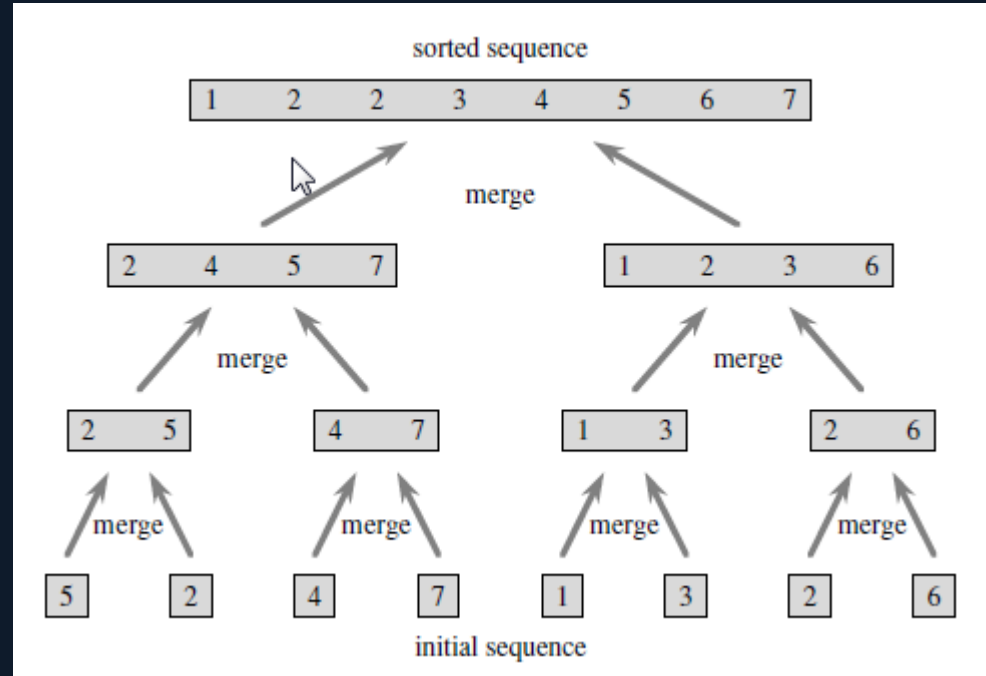 sorted sequence
1 2 2 3 4 5 6 7
merge
2 4 5 7
1 2 3 6
merge
merge
2 5
4 7
1 3
2 6
merge
merge
merge
merge
5
2
4
7
1
3
2
6
initial sequence